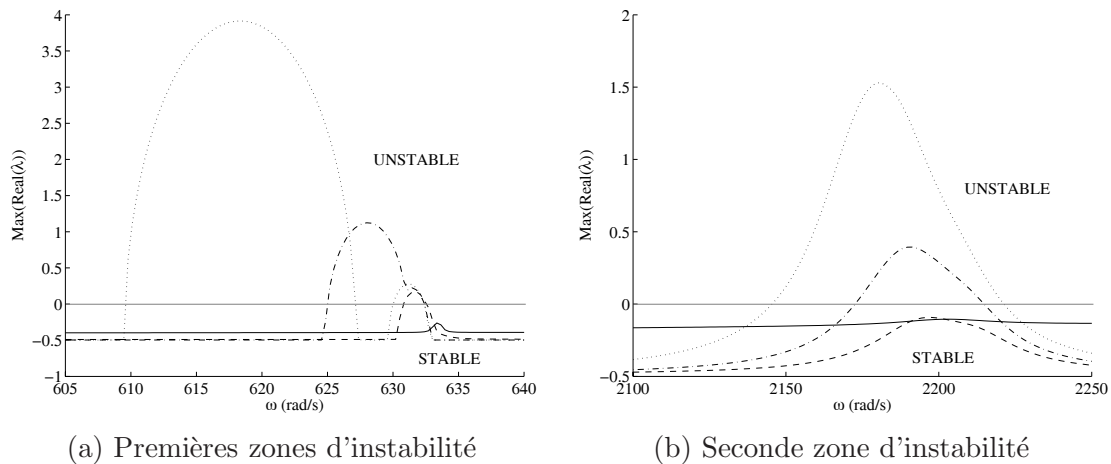 4
3.5
3
2.5
2
1.5
1
0.5
0
−0.5
−1
Max(Real(λ))
UNSTABLE
STABLE
605 610 615 620 625 630 635 640
ω (rad/s)
(a) Premières zones d'instabilité
2
1.5
1
0.5
0
−0.5
Max(Real(λ))
UNSTABLE
STABLE
2100 2150 2200 2250
ω (rad/s)
(b) Seconde zone d'instabilité